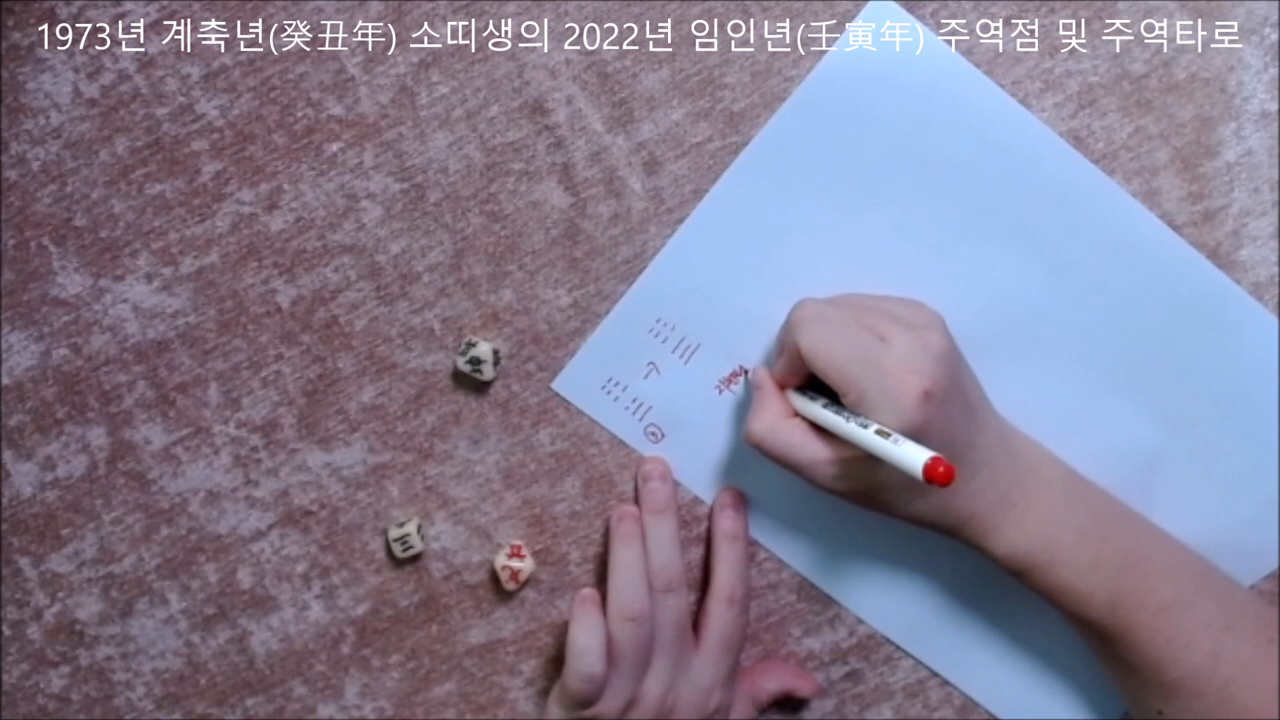 1973년 계축년(癸丑年) 소띠생의 2022년 임인년(壬寅年) 주역점 및 주역타로